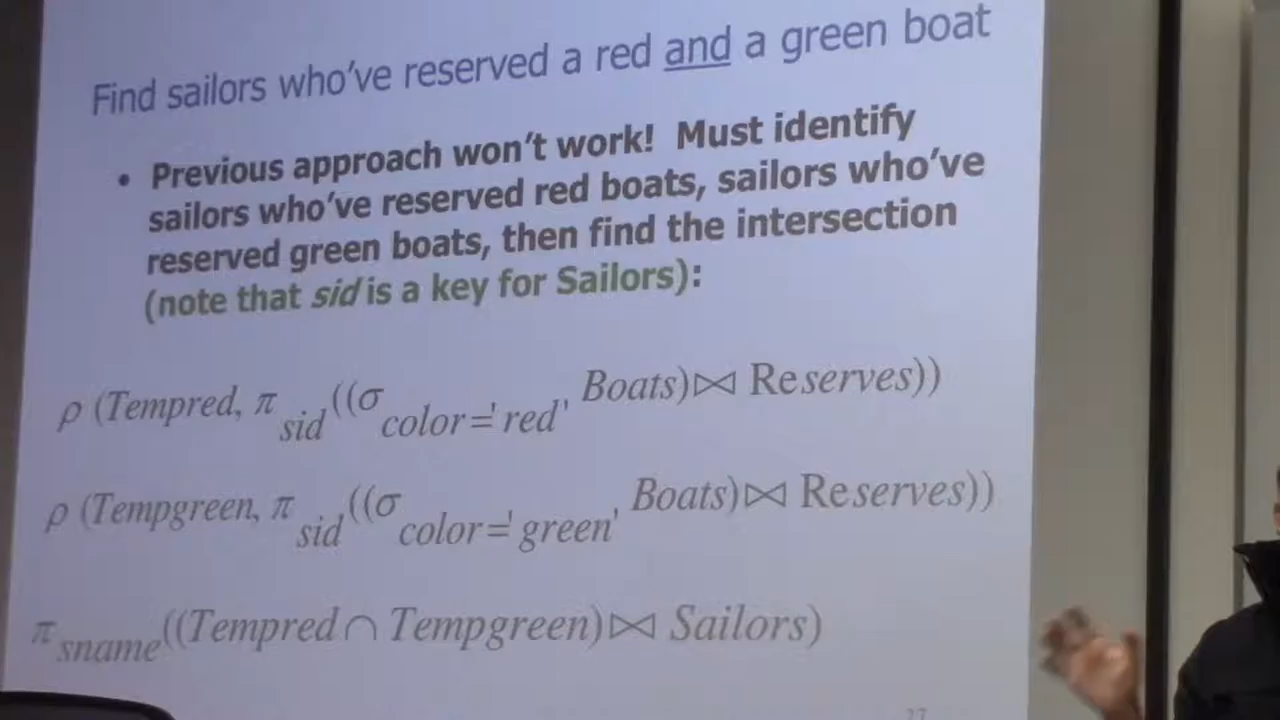 Find sailors who've reserved a red and a green boat
• Previous approach won't work! Must identify
sailors who've reserved red boats, sailors who've
reserved green boats, then find the intersection
(note that sid is a key for Sailors):
ρ (Tempred, π sid ((σ color='red' Boats) ⋈ Reserves))
ρ (Tempgreen, π sid ((σ color='green' Boats) ⋈ Reserves))
π sname ((Tempred ∩ Tempgreen) ⋈ Sailors)